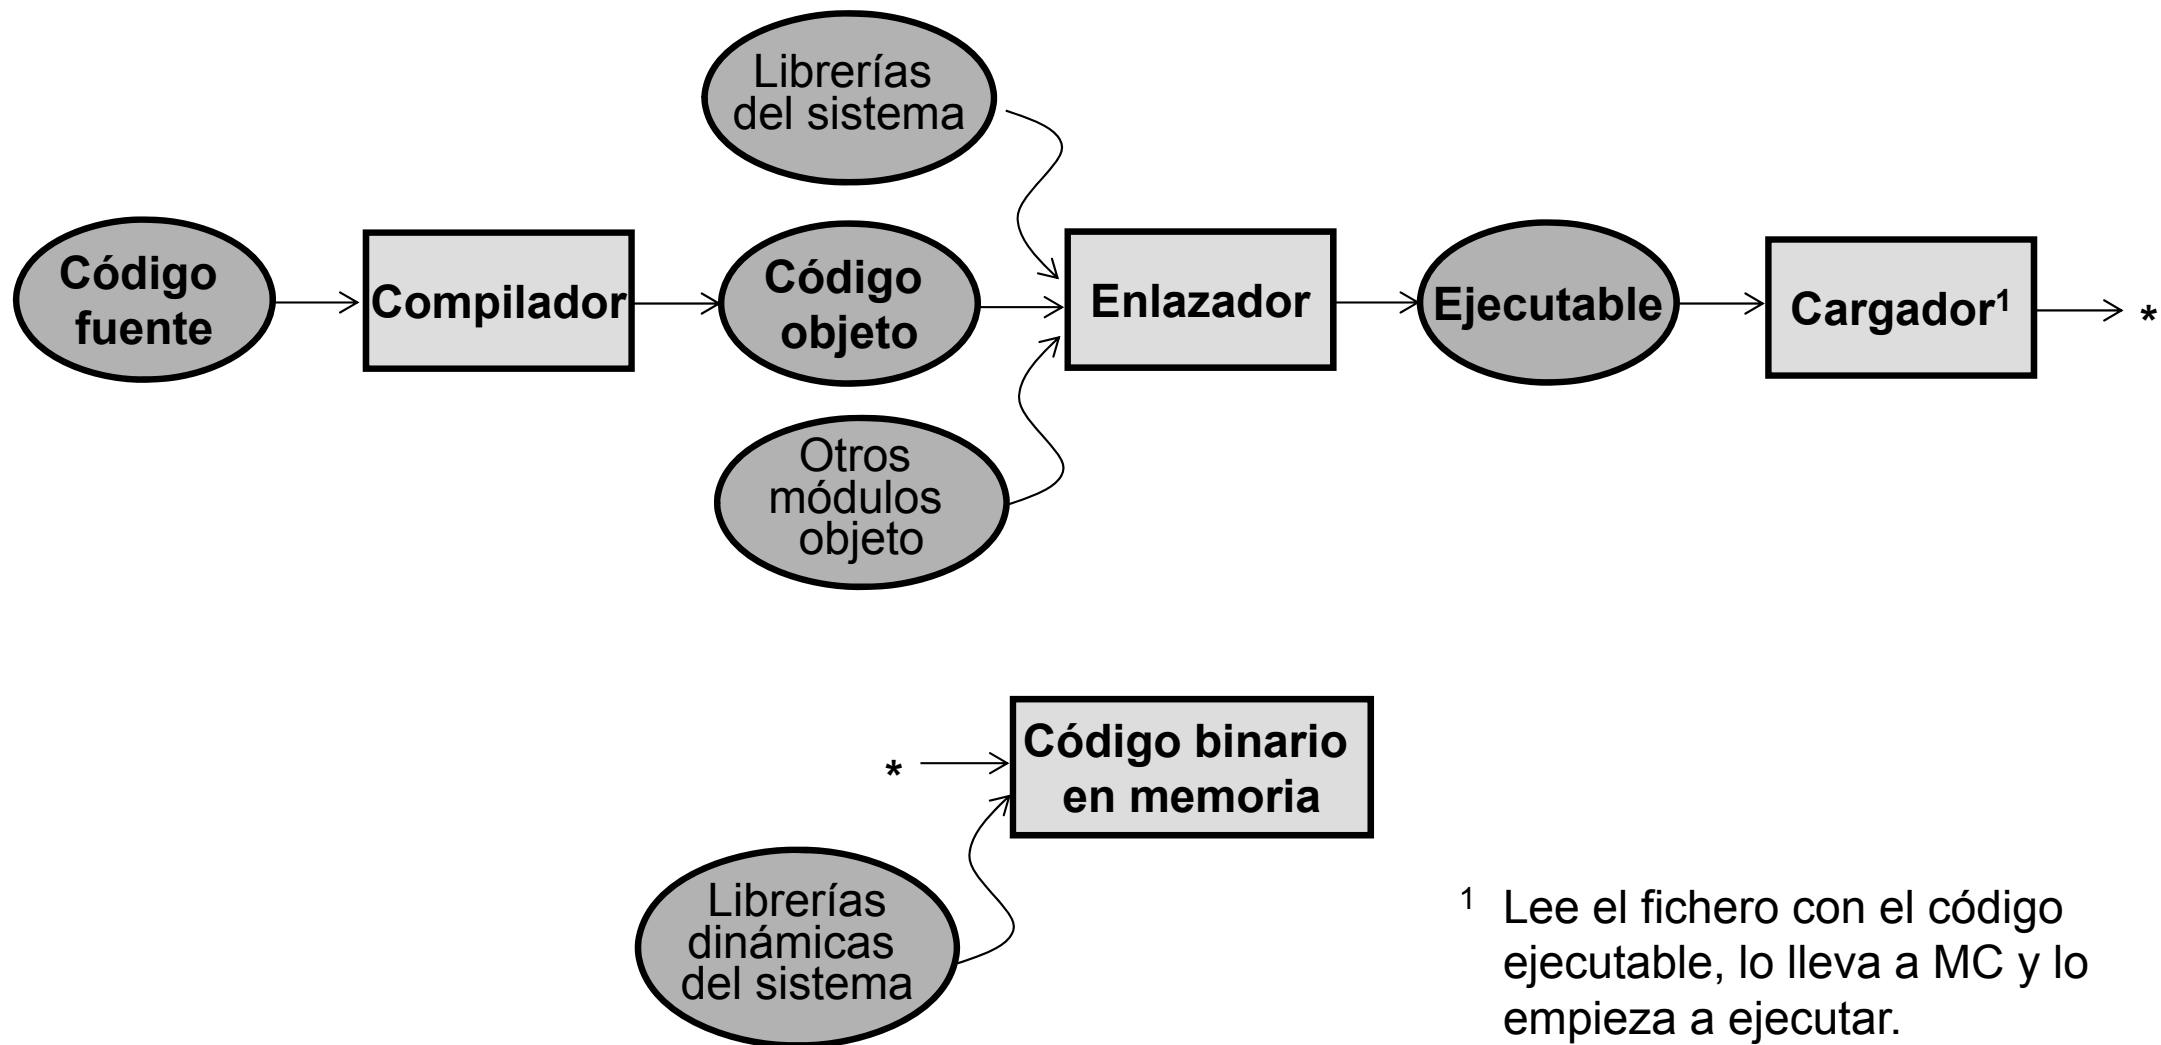 Librerías
del sistema
Código
fuente
Compilador
Código
objeto
Enlazador
Ejecutable
Cargador¹
*
Otros
módulos
objeto
*
Código binario
en memoria
Librerías
dinámicas
del sistema
¹ Lee el fichero con el código
ejecutable, lo lleva a MC y lo
empieza a ejecutar.